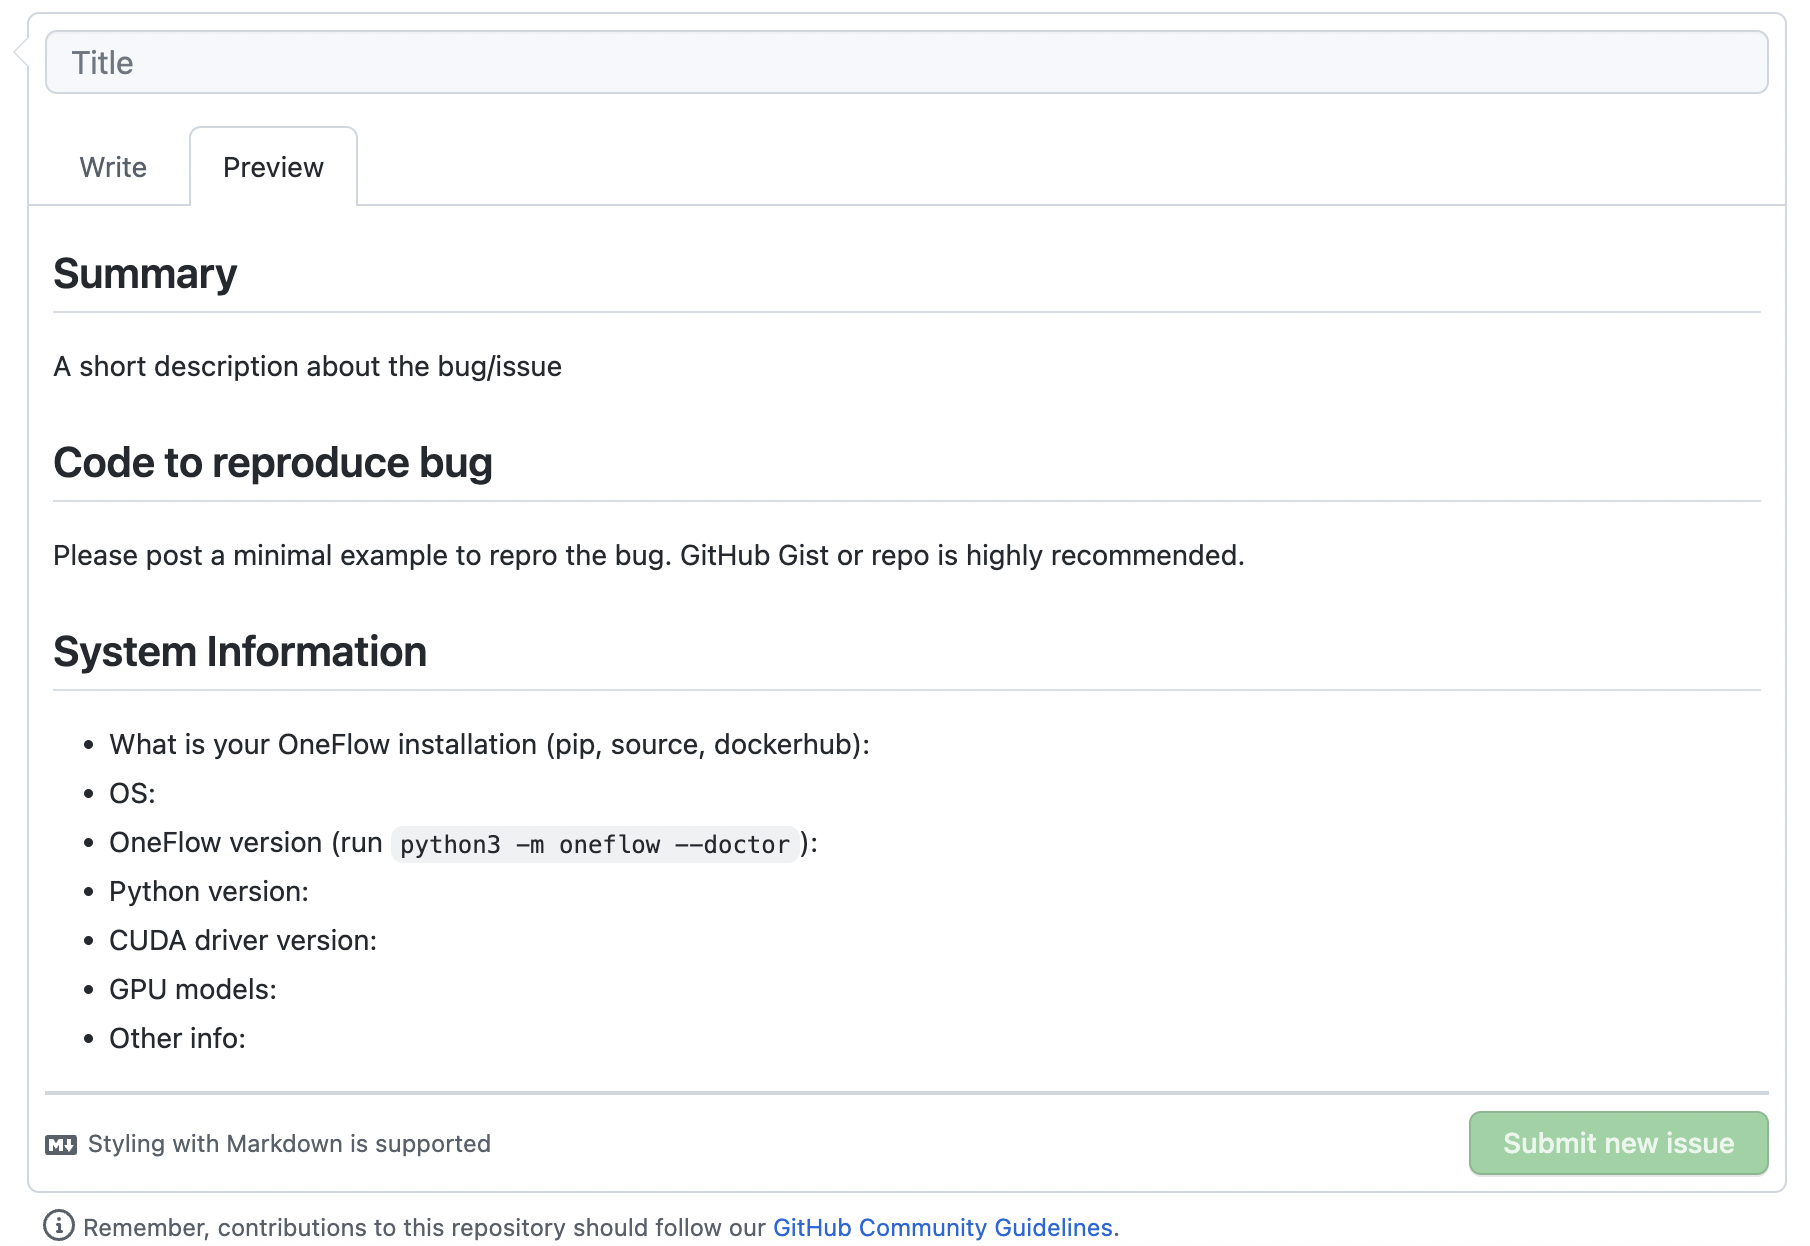 Title
Write
Preview
Summary
A short description about the bug/issue
Code to reproduce bug
Please post a minimal example to repro the bug. GitHub Gist or repo is highly recommended.
System Information
• What is your OneFlow installation (pip, source, dockerhub):
• OS:
• OneFlow version (run python3 -m oneflow --doctor):
• Python version:
• CUDA driver version:
• GPU models:
• Other info:
M Styling with Markdown is supported
Submit new issue
i Remember, contributions to this repository should follow our GitHub Community Guidelines.